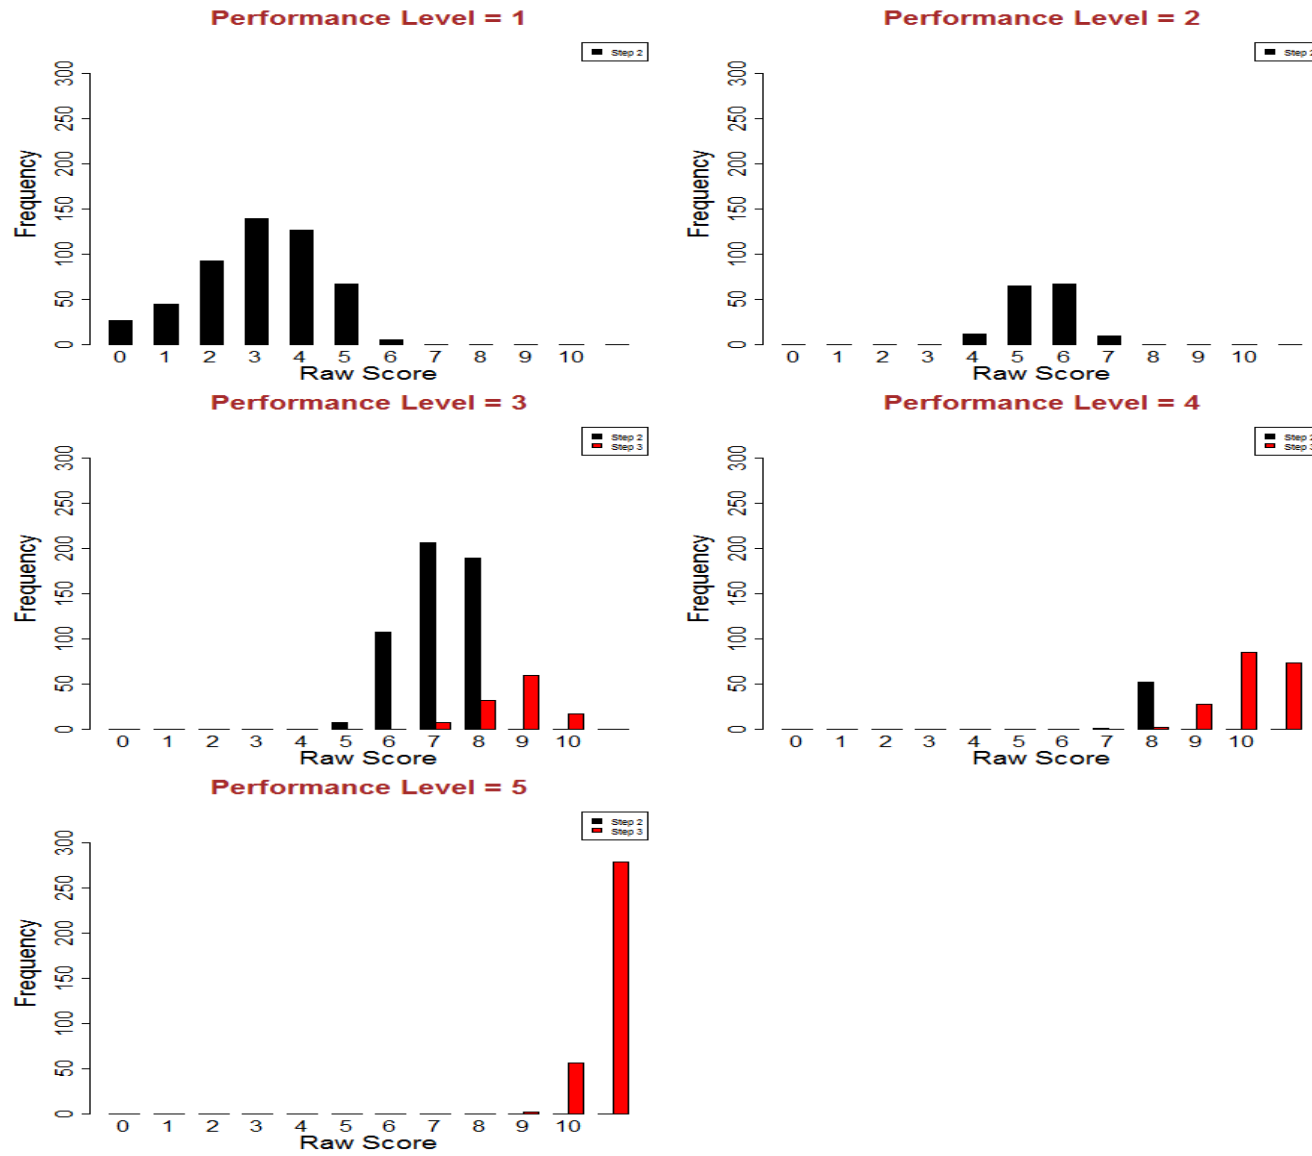 Performance Level = 1
Step 2
Frequency
300
250
200
150
100
50
0
0 1 2 3 4 5 6 7 8 9 10
Raw Score
Performance Level = 2
Step 2
Frequency
300
250
200
150
100
50
0
0 1 2 3 4 5 6 7 8 9 10
Raw Score
Performance Level = 3
Step 2
Step 3
Frequency
300
250
200
150
100
50
0
0 1 2 3 4 5 6 7 8 9 10
Raw Score
Performance Level = 4
Step 2
Step 3
Frequency
300
250
200
150
100
50
0
0 1 2 3 4 5 6 7 8 9 10
Raw Score
Performance Level = 5
Step 2
Step 3
Frequency
300
250
200
150
100
50
0
0 1 2 3 4 5 6 7 8 9 10
Raw Score